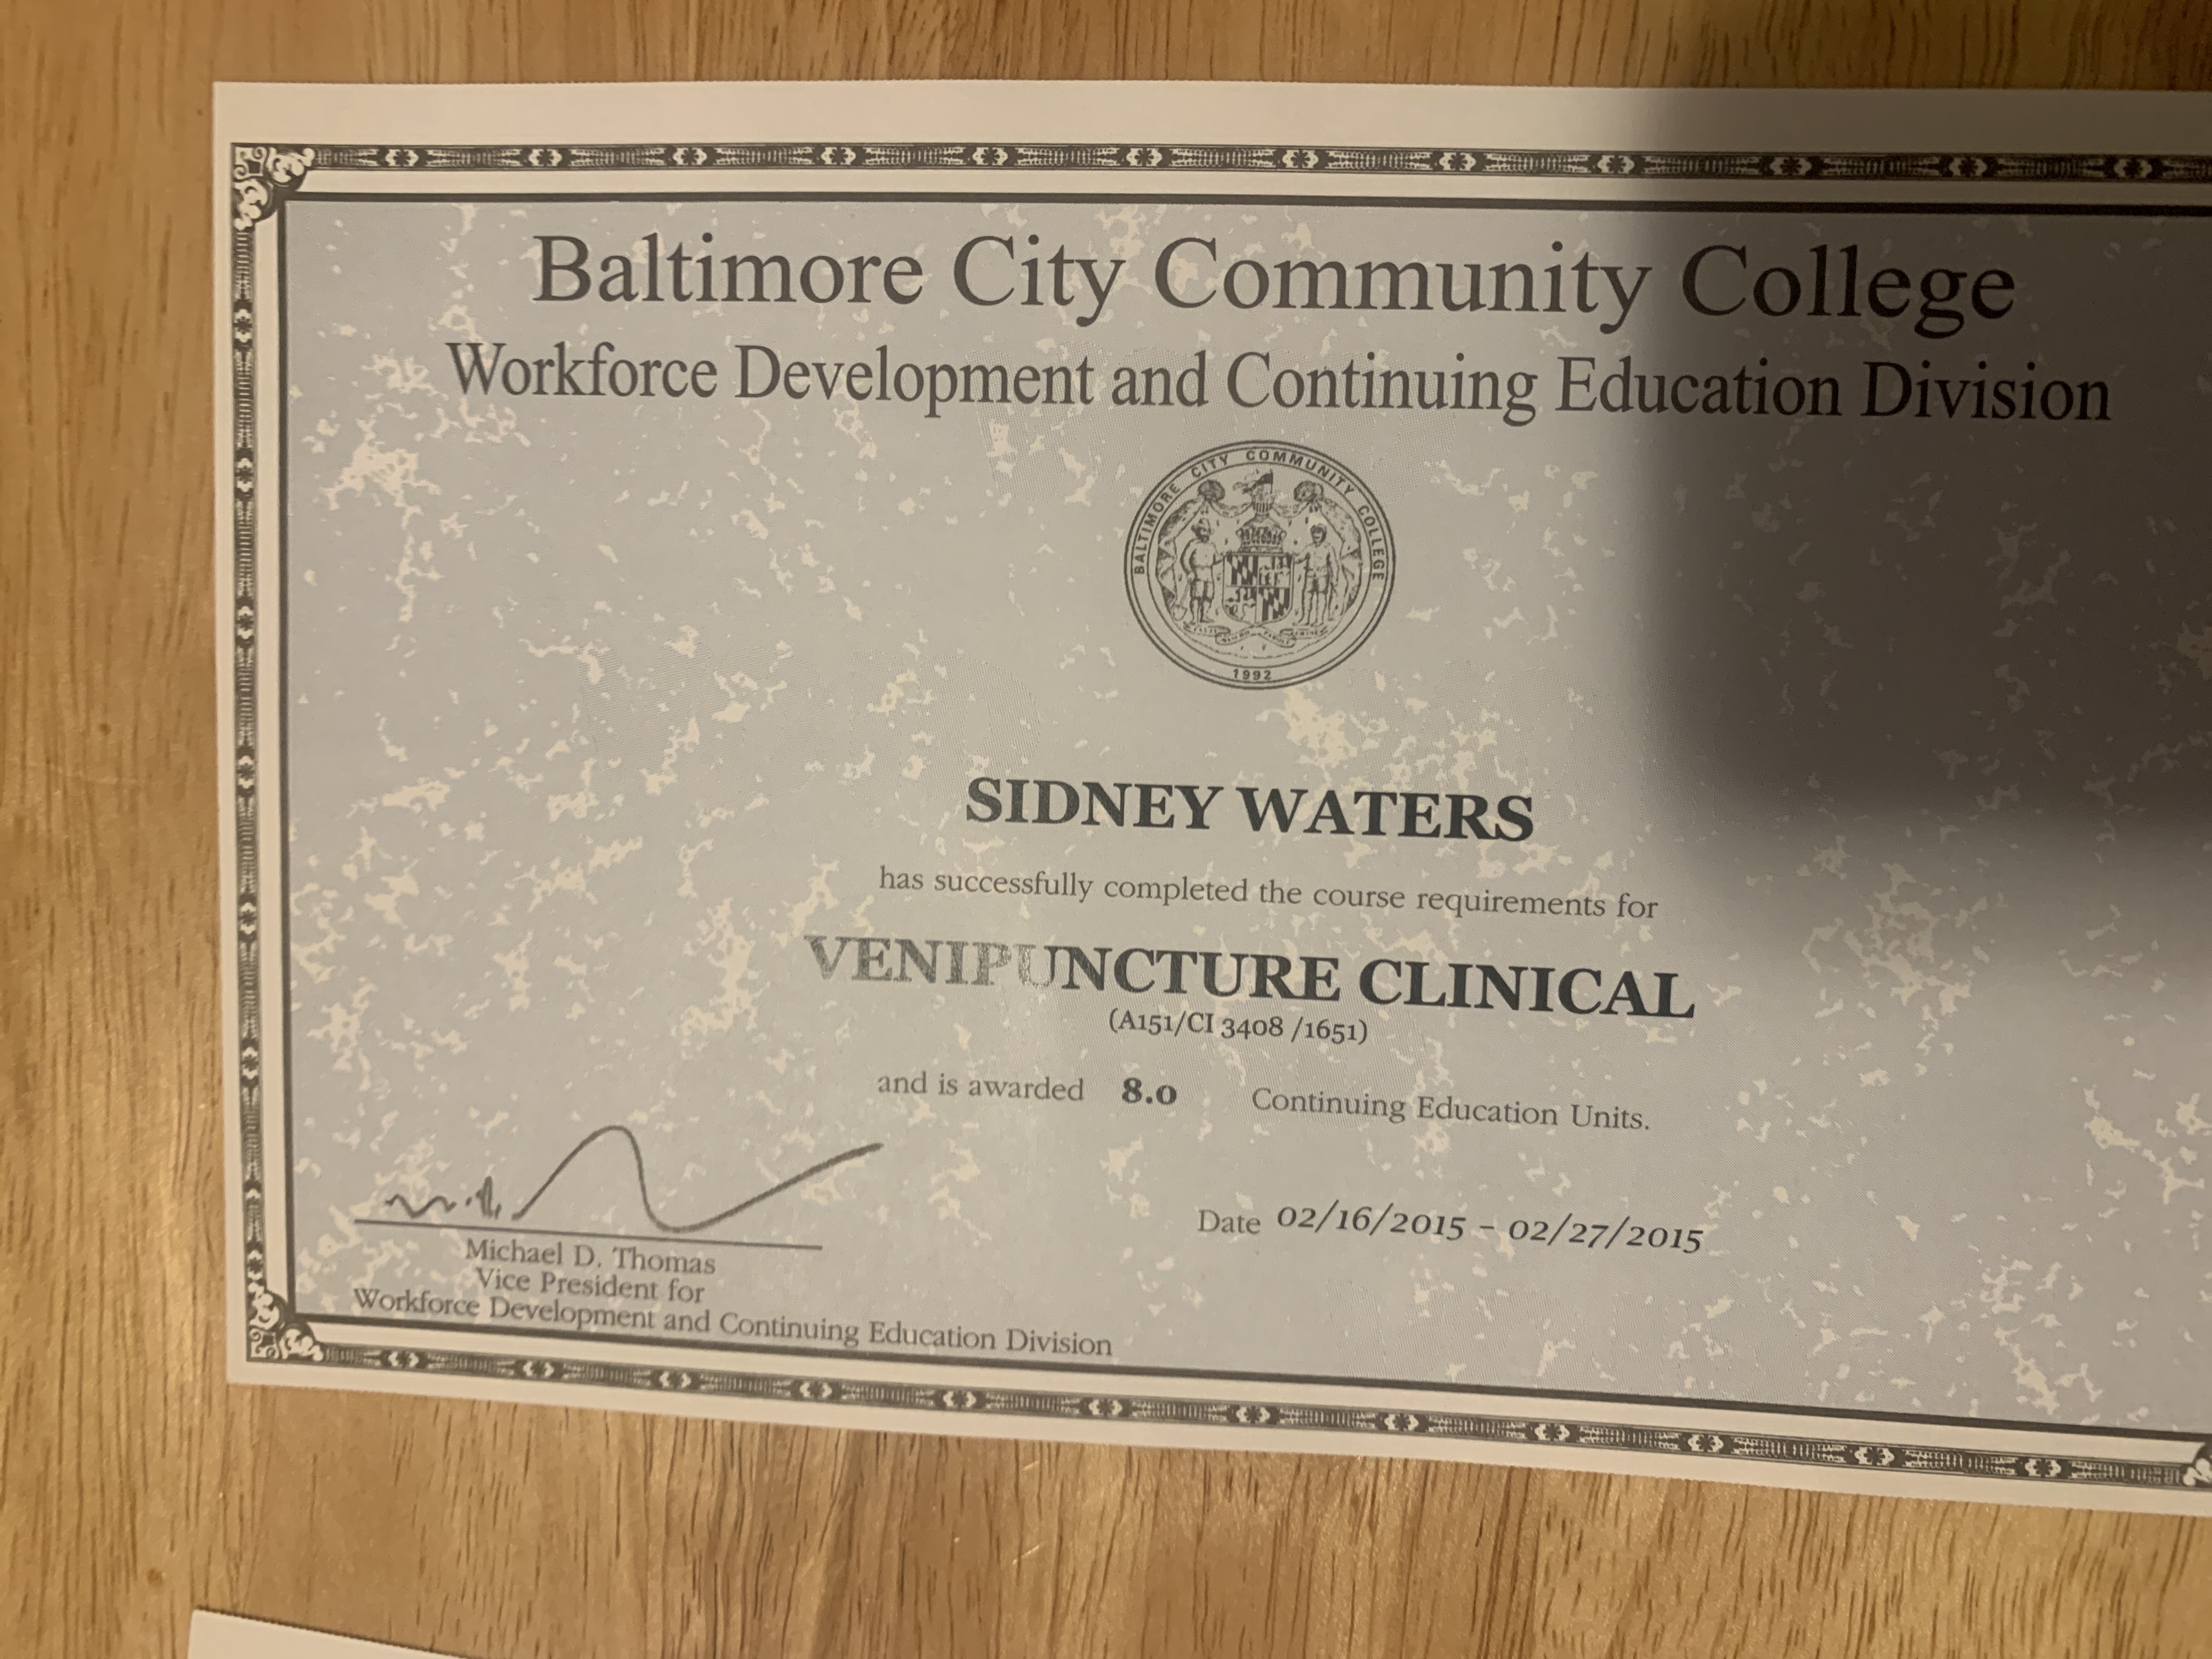 Baltimore City Community College
Workforce Development and Continuing Education Division
BALTIMORE CITY COMMUNITY COLLEGE
1992
SIDNEY WATERS
has successfully completed the course requirements for
VENIPUNCTURE CLINICAL
(A151/CI 3408 /1651)
and is awarded 8.0 Continuing Education Units.
Date 02/16/2015 – 02/27/2015
Michael D. Thomas
Vice President for
Workforce Development and Continuing Education Division